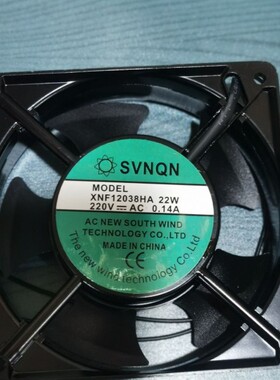 SVNQN
MODEL
XNF12038HA 22W
220V ⎓ AC 0.14A
AC NEW SOUTH WIND
TECHNOLOGY CO.,LTD
MADE IN CHINA
CE
The new wind technology Co.Ltd